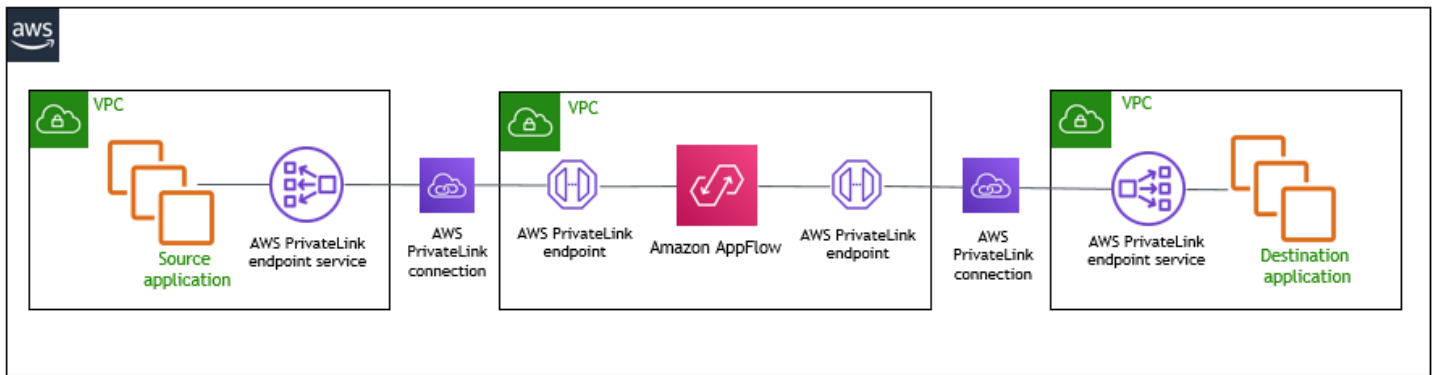 aws
VPC
Source
application
AWS PrivateLink
endpoint service
AWS
PrivateLink
connection
VPC
AWS PrivateLink
endpoint
Amazon AppFlow
AWS PrivateLink
endpoint
AWS
PrivateLink
connection
VPC
AWS PrivateLink
endpoint service
Destination
application